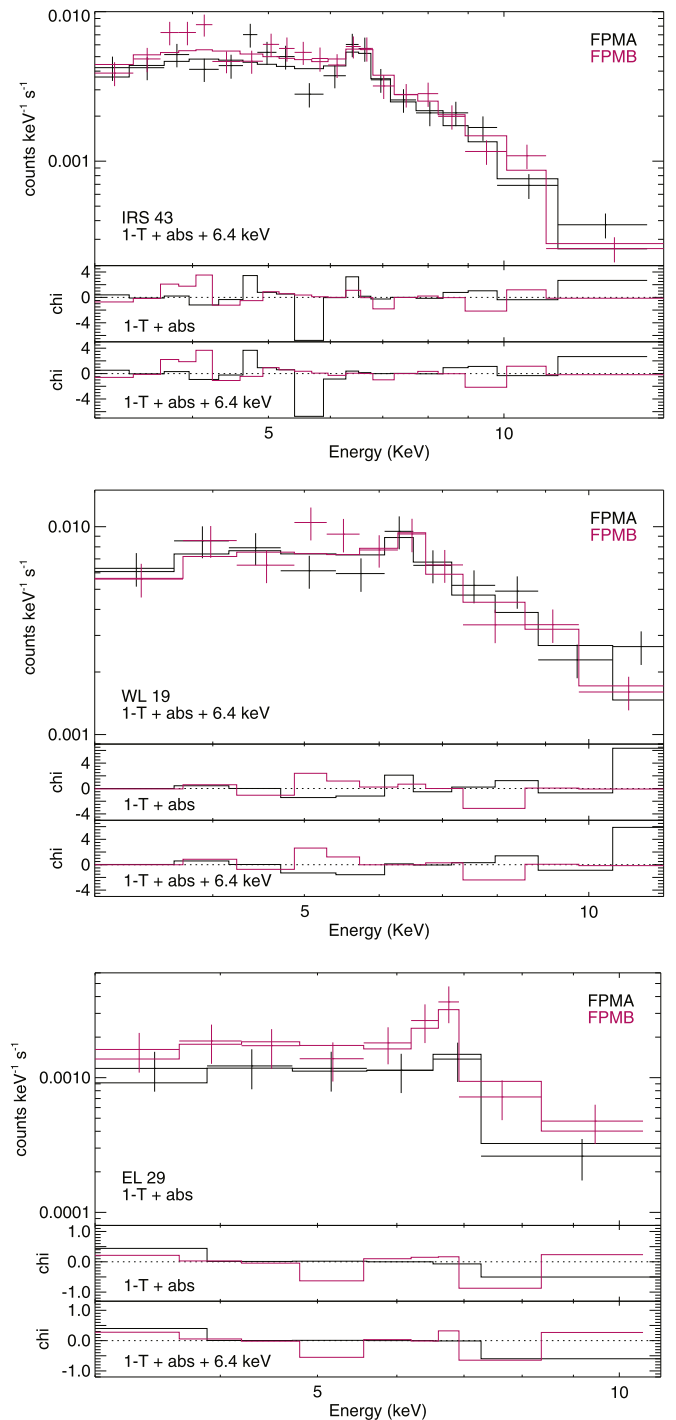 0.010
FPMA
FPMB
counts keV-1 s-1
0.001
IRS 43
1-T + abs + 6.4 keV
4
0
-4
chi
1-T + abs
4
0
-4
chi
1-T + abs + 6.4 keV
5
10
Energy (KeV)
0.010
FPMA
FPMB
counts keV-1 s-1
WL 19
1-T + abs + 6.4 keV
0.001
4
0
-4
chi
1-T + abs
4
0
-4
chi
1-T + abs + 6.4 keV
5
10
Energy (KeV)
FPMA
FPMB
0.0010
counts keV-1 s-1
EL 29
1-T + abs
0.0001
1.0
0.0
-1.0
chi
1-T + abs
1.0
0.0
-1.0
chi
1-T + abs + 6.4 keV
5
10
Energy (keV)